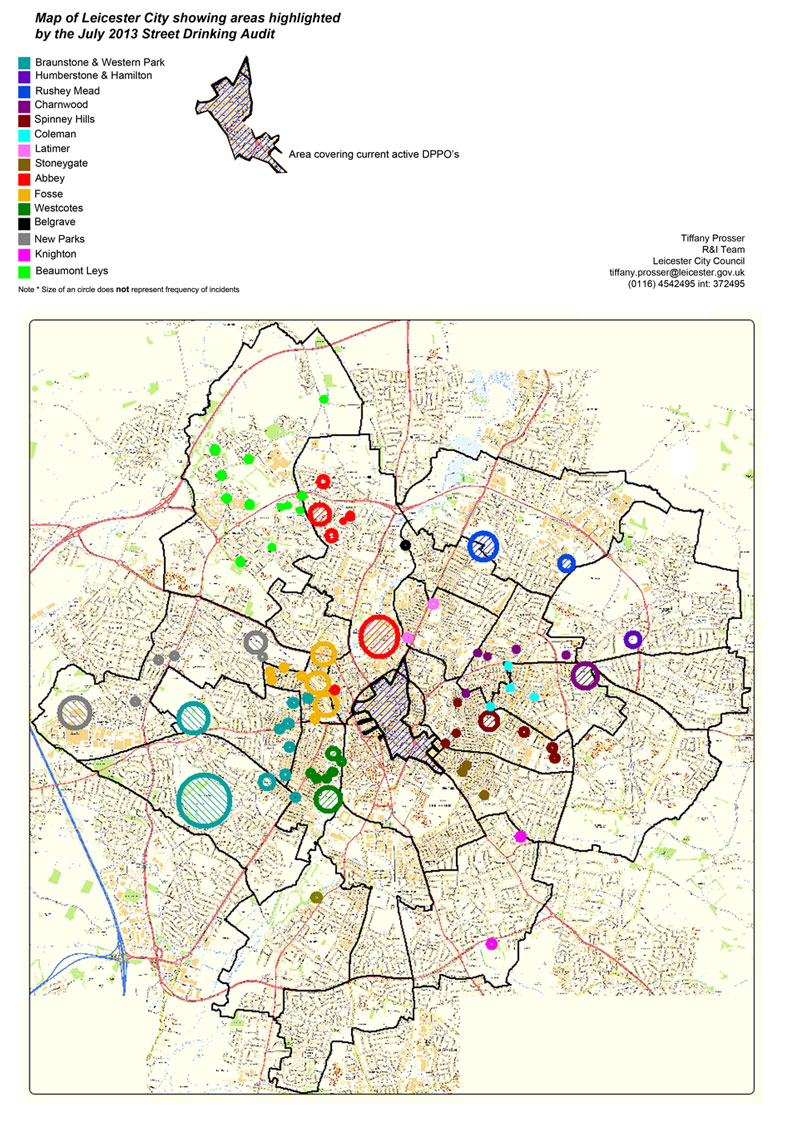 Map of Leicester City showing areas highlighted
by the July 2013 Street Drinking Audit
Braunstone & Western Park
Humberstone & Hamilton
Rushey Mead
Charnwood
Spinney Hills
Coleman
Latimer
Stoneygate
Abbey
Fosse
Westcotes
Belgrave
New Parks
Knighton
Beaumont Leys
Note * Size of an circle does not represent frequency of incidents
Area covering current active DPPO's
Tiffany Prosser
R&I Team
Leicester City Council
tiffany.prosser@leicester.gov.uk
(0116) 4542495 int: 372495